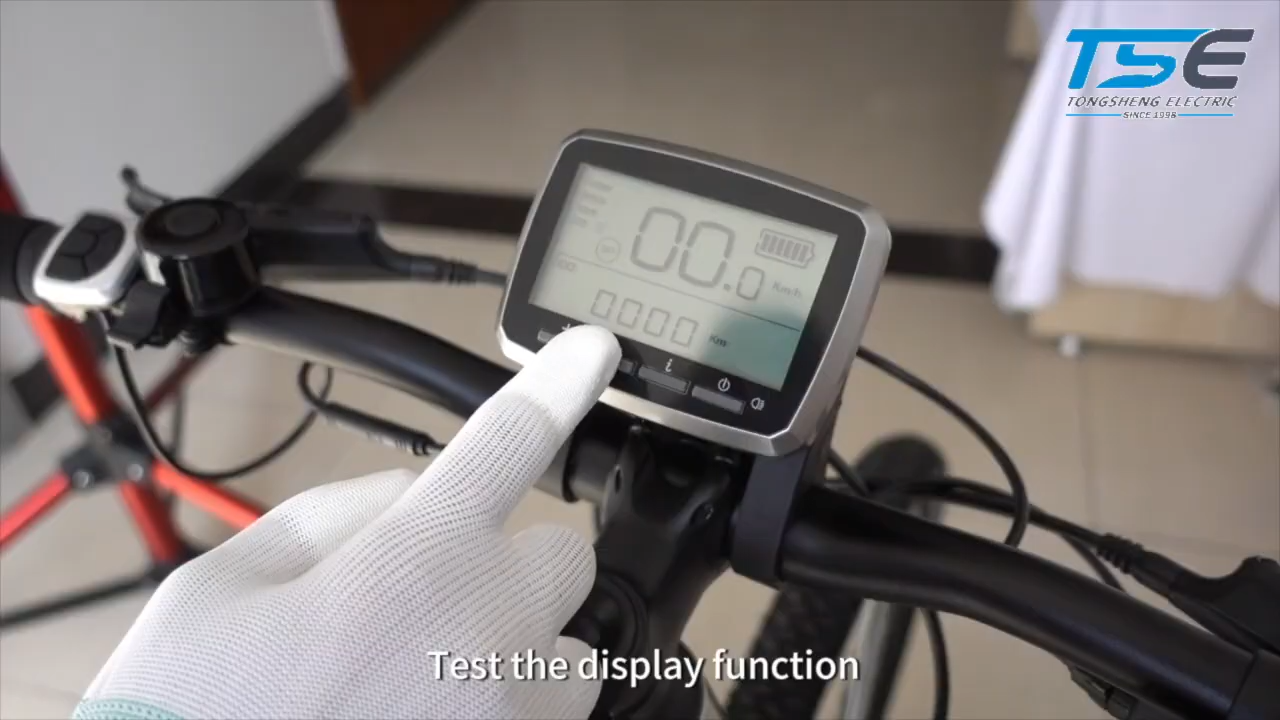 TSE
TONGSHENG ELECTRIC
SINCE 1998
00.0 Km/h
0000 Km
i
Test the display function